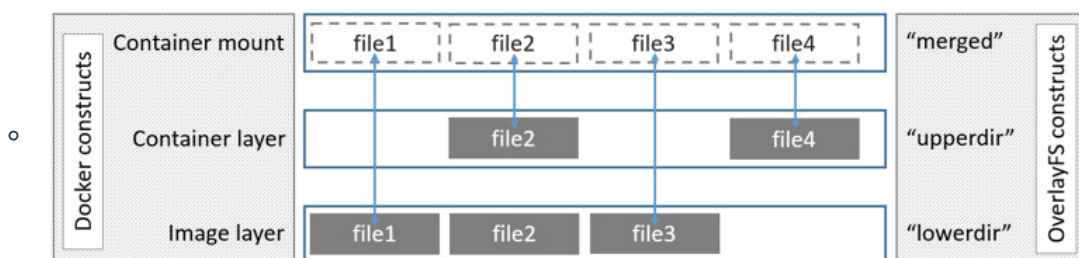 Docker constructs
Container mount file1 file2 file3 file4 “merged”
Container layer file2 file4 “upperdir”
Image layer file1 file2 file3 “lowerdir”
OverlayFS constructs